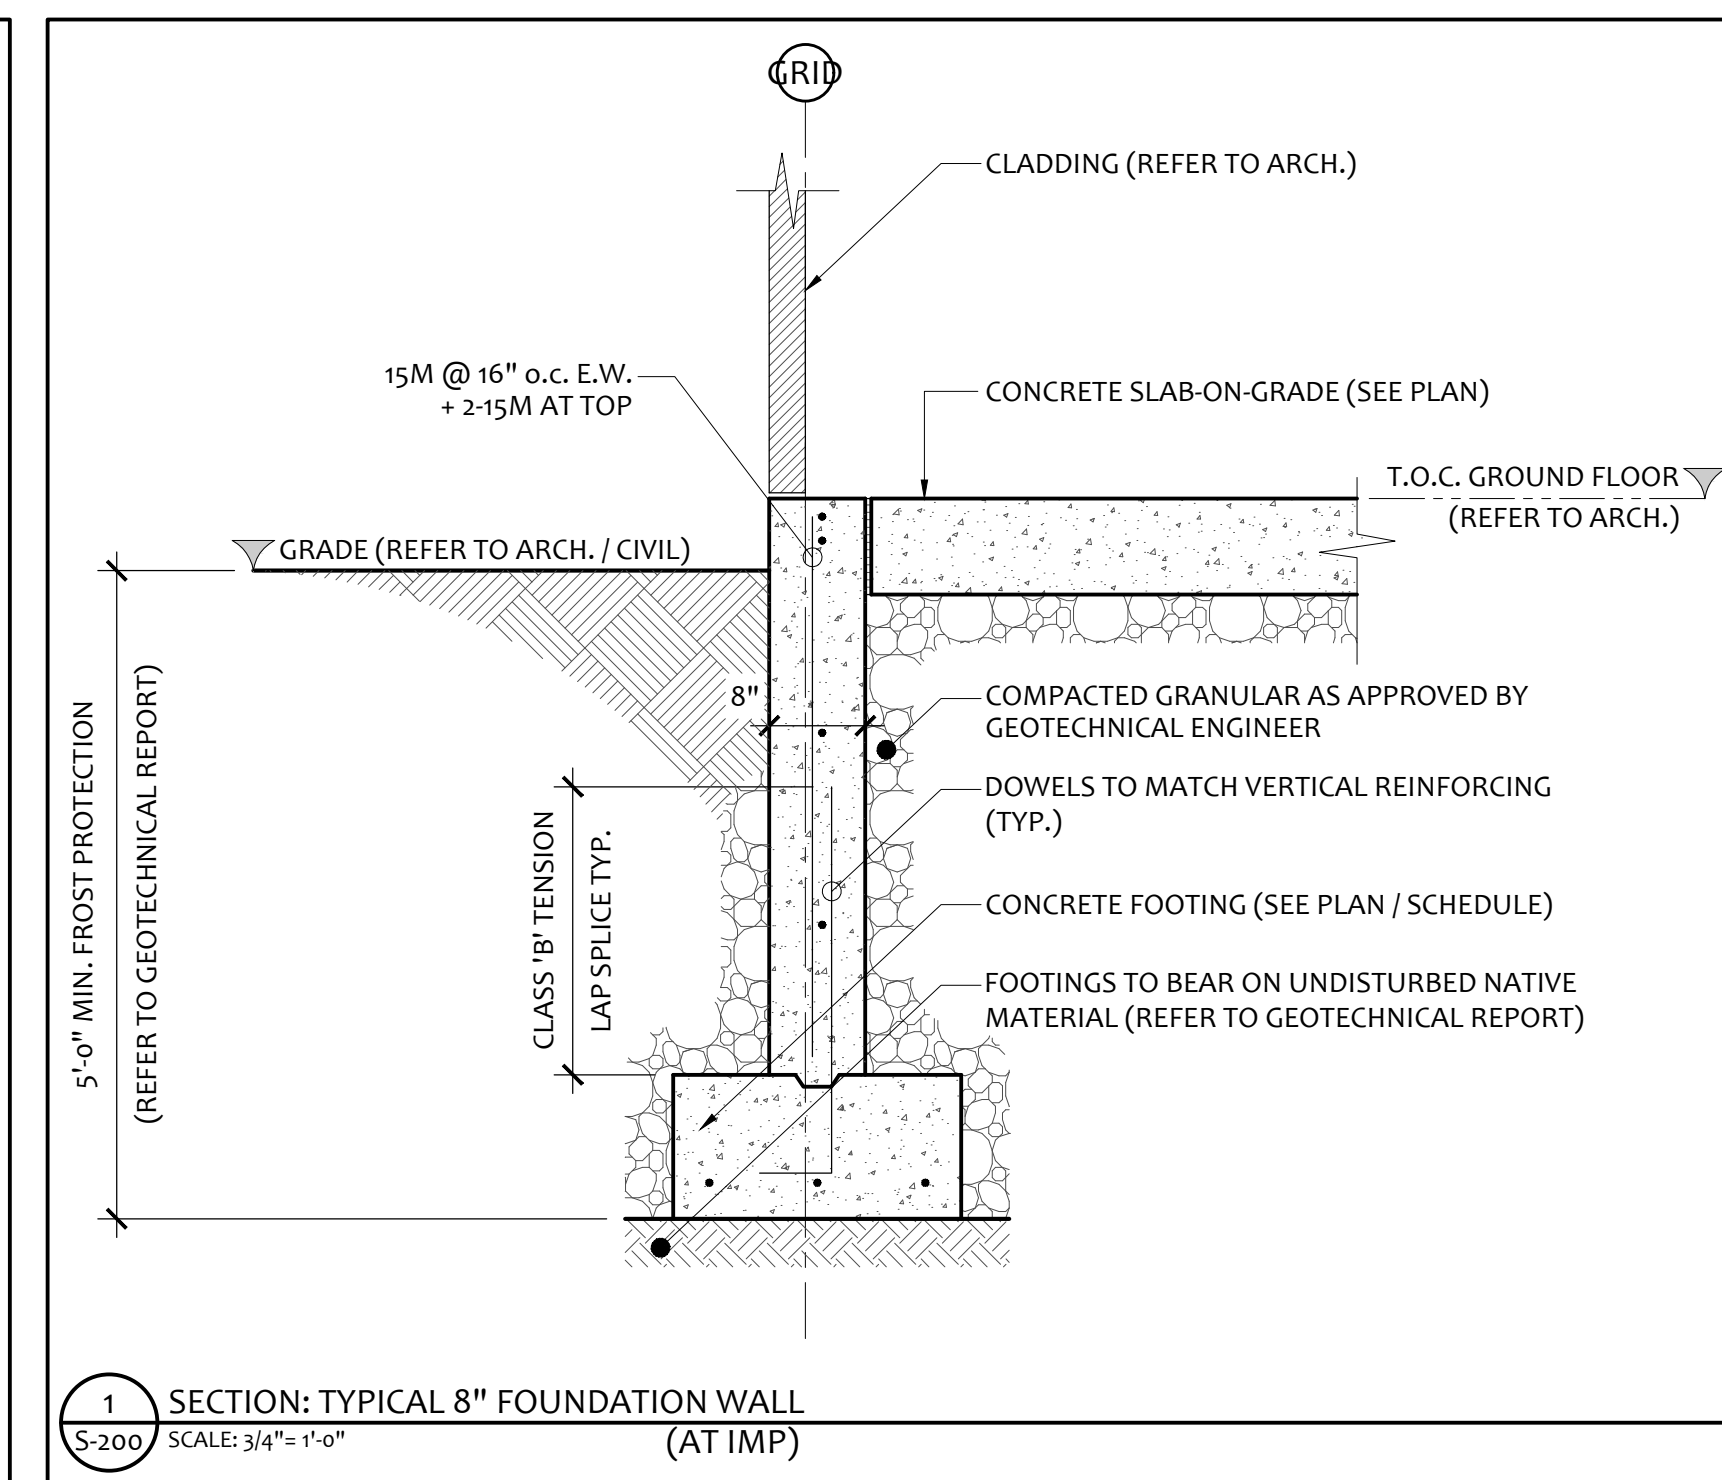 GRID
CLADDING (REFER TO ARCH.)
15M @ 16" o.c. E.W.
+ 2-15M AT TOP
CONCRETE SLAB-ON-GRADE (SEE PLAN)
T.O.C. GROUND FLOOR
(REFER TO ARCH.)
GRADE (REFER TO ARCH. / CIVIL)
8"
COMPACTED GRANULAR AS APPROVED BY
GEOTECHNICAL ENGINEER
DOWELS TO MATCH VERTICAL REINFORCING
(TYP.)
5'-0" MIN. FROST PROTECTION
(REFER TO GEOTECHNICAL REPORT)
CLASS 'B' TENSION
LAP SPLICE TYP.
CONCRETE FOOTING (SEE PLAN / SCHEDULE)
FOOTINGS TO BEAR ON UNDISTURBED NATIVE
MATERIAL (REFER TO GEOTECHNICAL REPORT)
1
S-200
SECTION: TYPICAL 8" FOUNDATION WALL
(AT IMP)
SCALE: 3/4"= 1'-0"